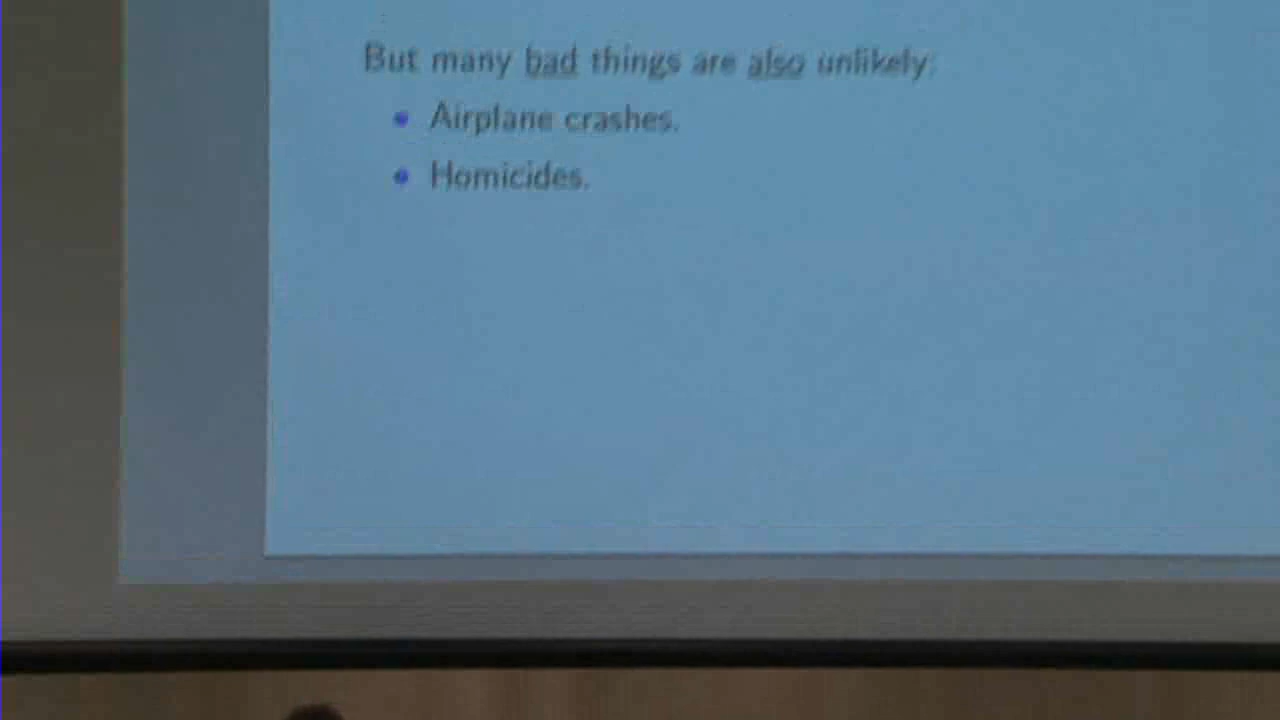 But many bad things are also unlikely:
Airplane crashes.
Homicides.